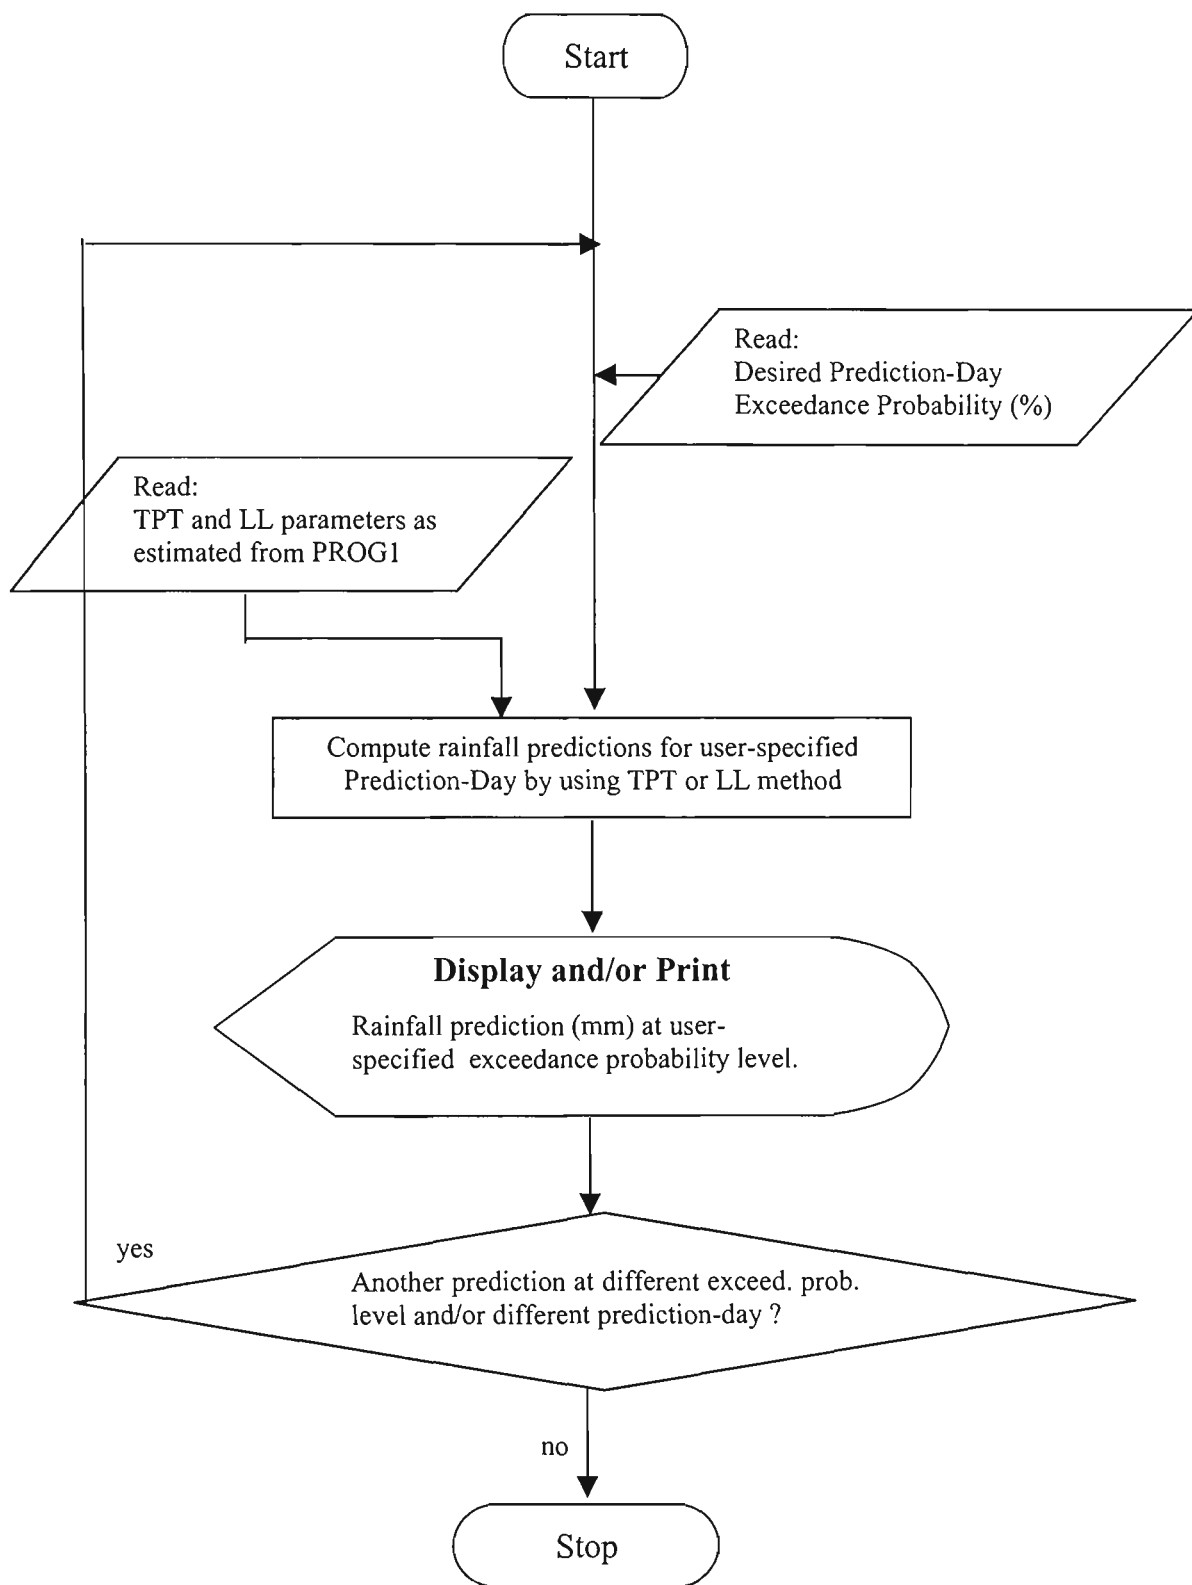 Start
Read:
Desired Prediction-Day
Exceedance Probability (%)
Read:
TPT and LL parameters as
estimated from PROG1
Compute rainfall predictions for user-specified
Prediction-Day by using TPT or LL method
Display and/or Print
Rainfall prediction (mm) at user-
specified exceedance probability level.
yes
Another prediction at different exceed. prob.
level and/or different prediction-day ?
no
Stop